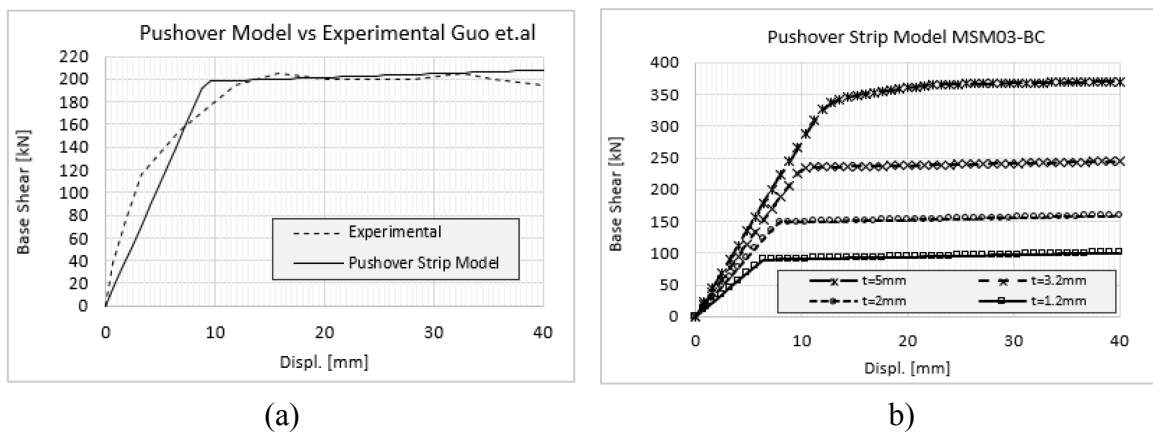 Pushover Model vs Experimental Guo et.al
220
200
180
160
140
120
100
80
60
40
20
0
Base Shear [kN]
Experimental
Pushover Strip Model
0 10 20 30 40
Displ. [mm]
(a)
Pushover Strip Model MSM03-BC
400
350
300
250
200
150
100
50
0
Base Shear [kN]
t=5mm t=3.2mm
t=2mm t=1.2mm
0 10 20 30 40
Displ. [mm]
b)